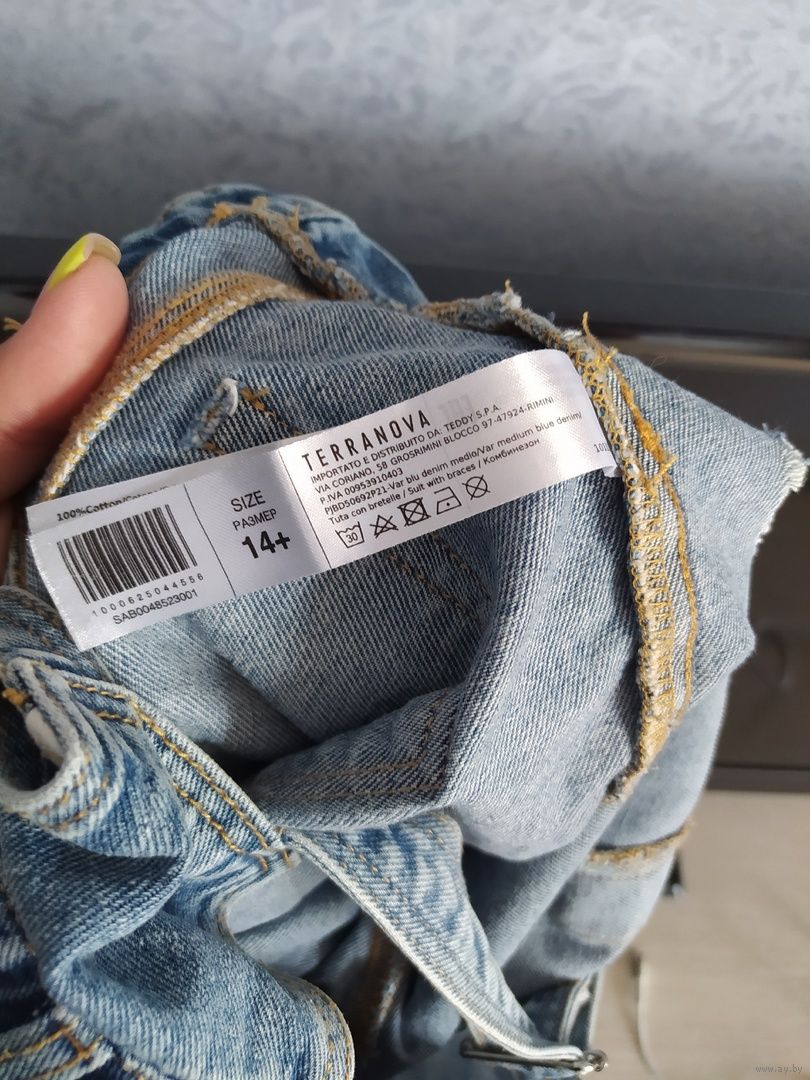 100%Cotton
1000625044556
SAB0048523001
SIZE
РАЗМЕР
14+
TERRANOVA
IMPORTATO E DISTRIBUITO DA: TEDDY S.P.A.
VIA CORIANO, 58 GROSRIMINI BLOCCO 97-47924-RIMINI
P.IVA 00953910403
PJBD50692P21-Var blu denim medio/Var medium blue denim/
Tuta con bretelle / Suit with braces / Комбинезон
30
www.ay.by